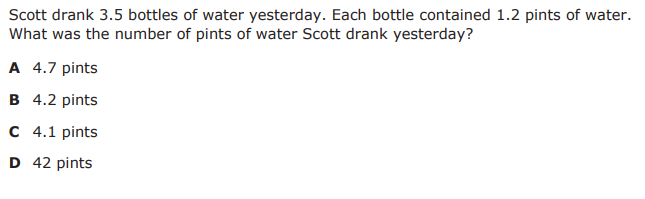 Scott drank 3.5 bottles of water yesterday. Each bottle contained 1.2 pints of water.
What was the number of pints of water Scott drank yesterday?
A 4.7 pints
B 4.2 pints
C 4.1 pints
D 42 pints